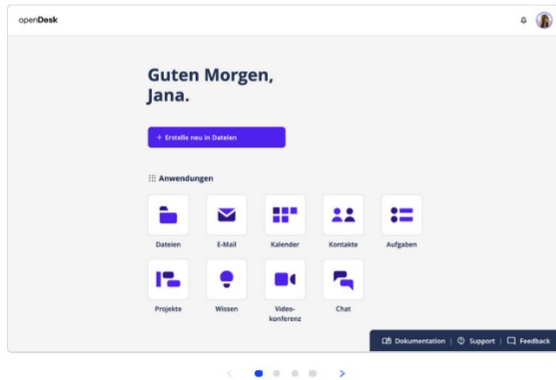 openDesk
Guten Morgen,
Jana.
+ Erstelle neu in Dateien
Anwendungen
Dateien
E-Mail
Kalender
Kontakte
Aufgaben
Projekte
Wissen
Video-
konferenz
Chat
Dokumentation | Support | Feedback